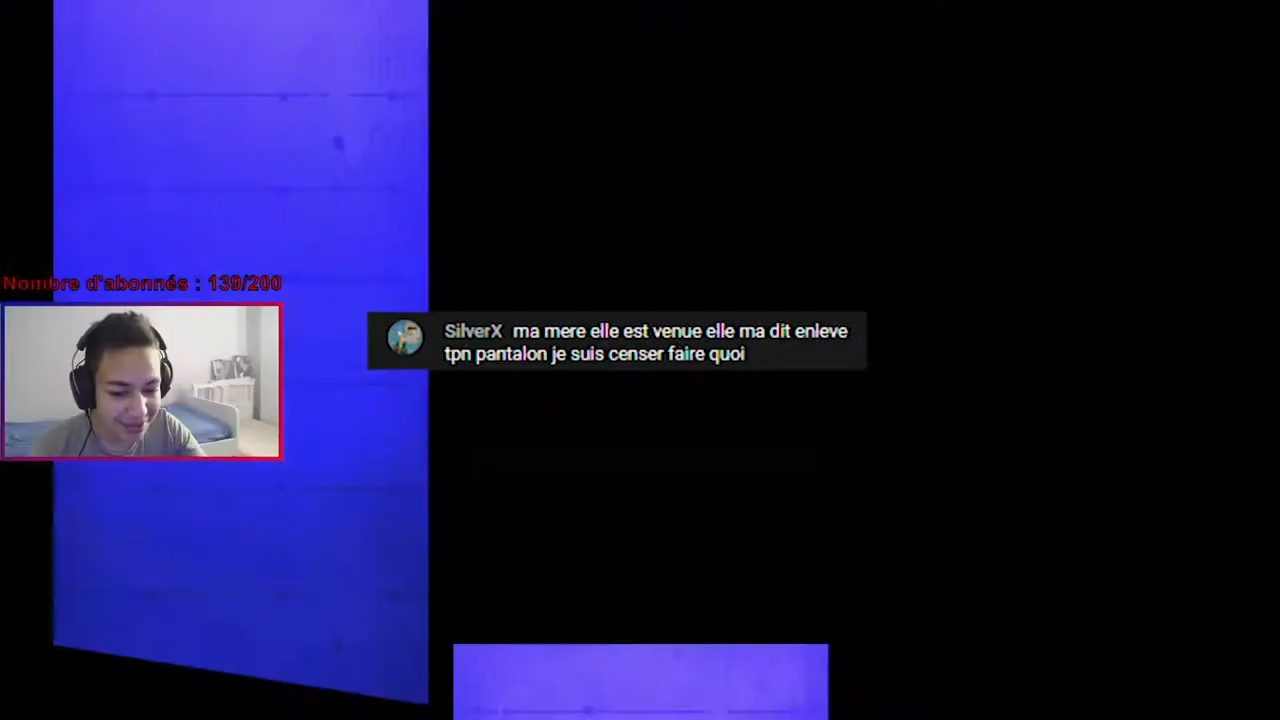 Nombre d'abonnés : 139/200
SilverX ma mere elle est venue elle ma dit enleve
tpn pantalon je suis censer faire quoi